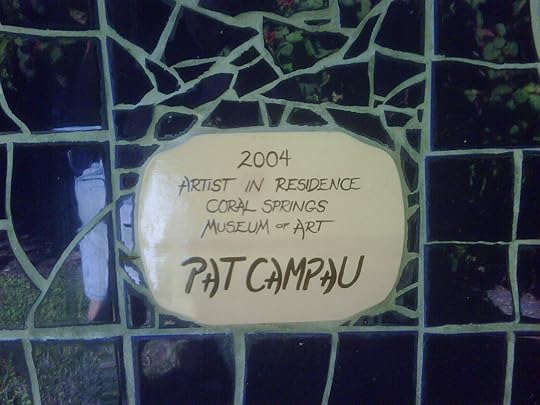 2004
ARTIST IN RESIDENCE
CORAL SPRINGS
MUSEUM OF ART
PAT CAMPAU